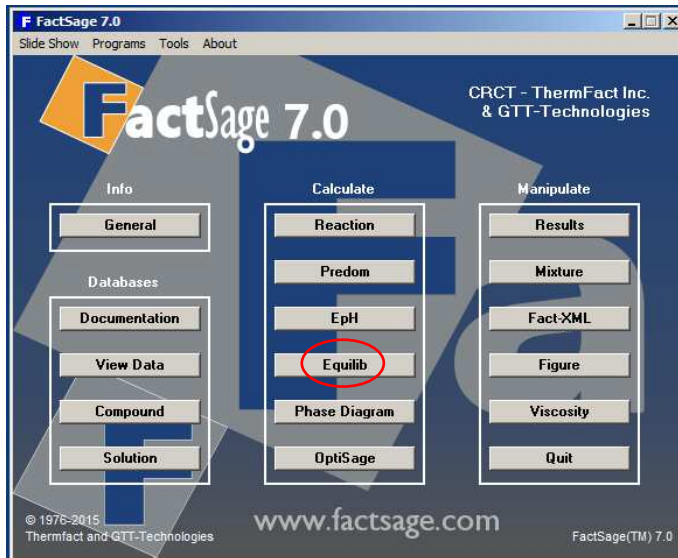 F FactSage 7.0
Slide Show Programs Tools About
FactSage 7.0
CRCT - ThermFact Inc.
& GTT-Technologies
Info
General
Databases
Documentation
View Data
Compound
Solution
Calculate
Reaction
Predom
EpH
Equilib
Phase Diagram
OptiSage
Manipulate
Results
Mixture
Fact-XML
Figure
Viscosity
Quit
© 1976-2015
Thermfact and GTT-Technologies
www.factsage.com
FactSage(TM) 7.0